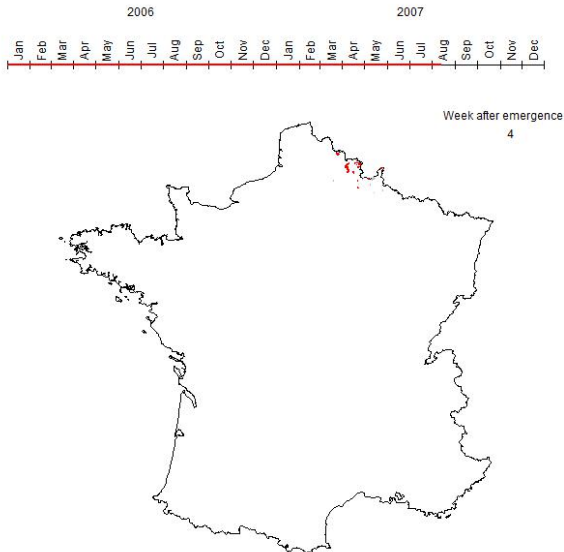 2006 2007
Jan Feb Mar Apr May Jun Jul Aug Sep Oct Nov Dec Jan Feb Mar Apr May Jun Jul Aug Sep Oct Nov Dec
Week after emergence
4